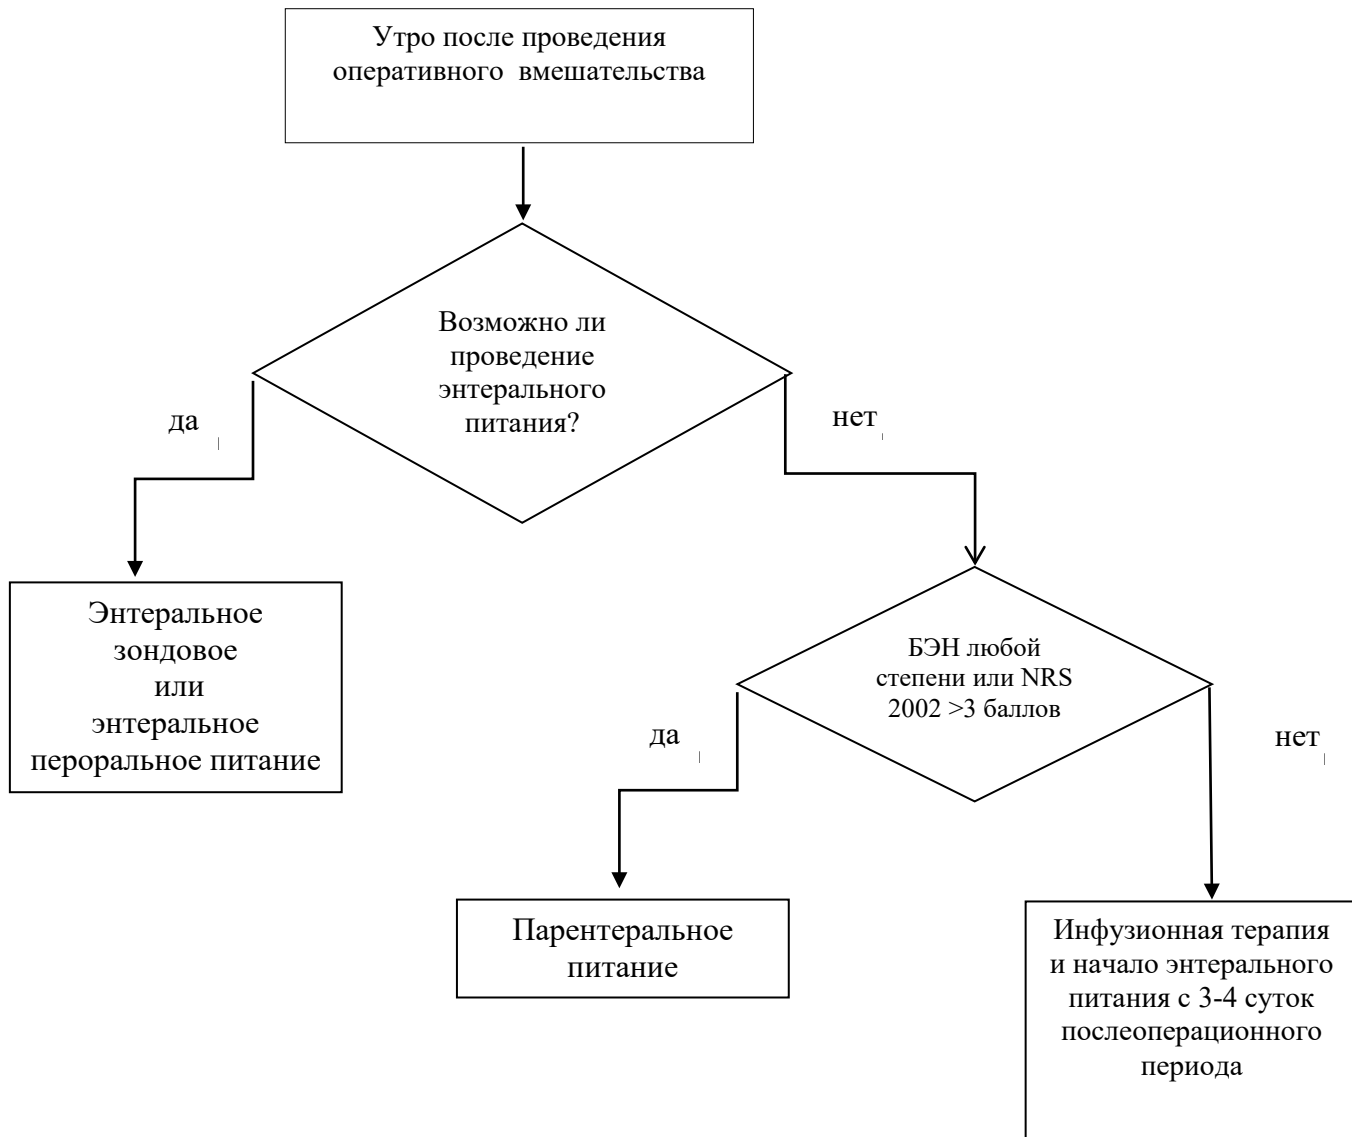 Утро после проведения
оперативного вмешательства
Возможно ли
проведение
энтерального
питания?
да
нет
Энтеральное
зондовое
или
энтеральное
пероральное питание
БЭН любой
степени или NRS
2002 >3 баллов
да
нет
Парентеральное
питание
Инфузионная терапия
и начало энтерального
питания с 3-4 суток
послеоперационного
периода